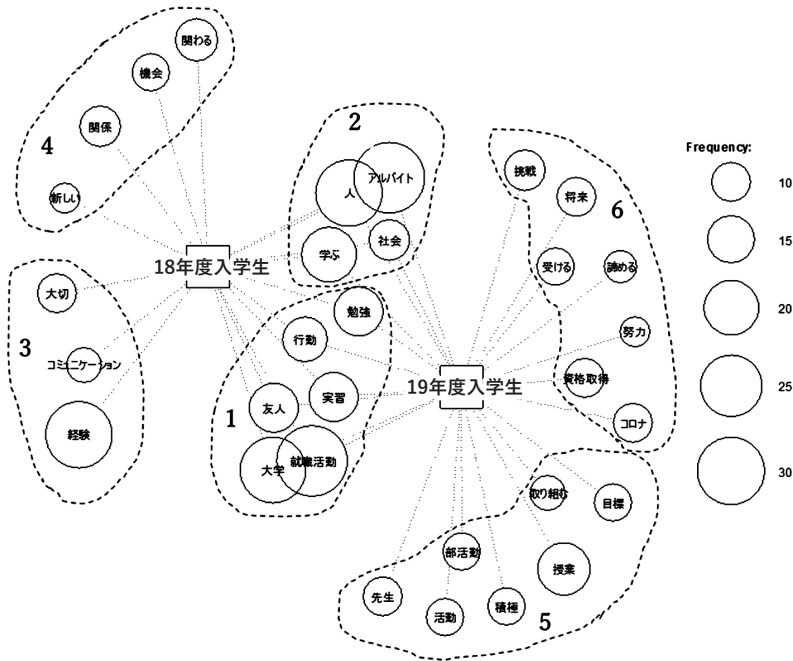 関わる
機会
4
関係
新しい
2
アルバイト
人
社会
学ぶ
挑戦
将来
6
受ける
諦める
努力
資格取得
コロナ
Frequency:
10
15
20
25
30
18年度入学生
大切
3
コミュニケーション
経験
勉強
行動
実習
友人
1
就職活動
大学
19年度入学生
取り組む
目標
部活動
授業
先生
活動
積極
5